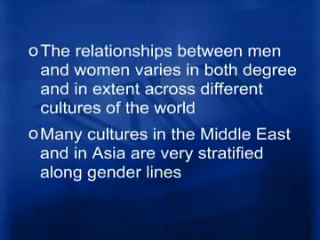 o The relationships between men
and women varies in both degree
and in extent across different
cultures of the world
o Many cultures in the Middle East
and in Asia are very stratified
along gender lines